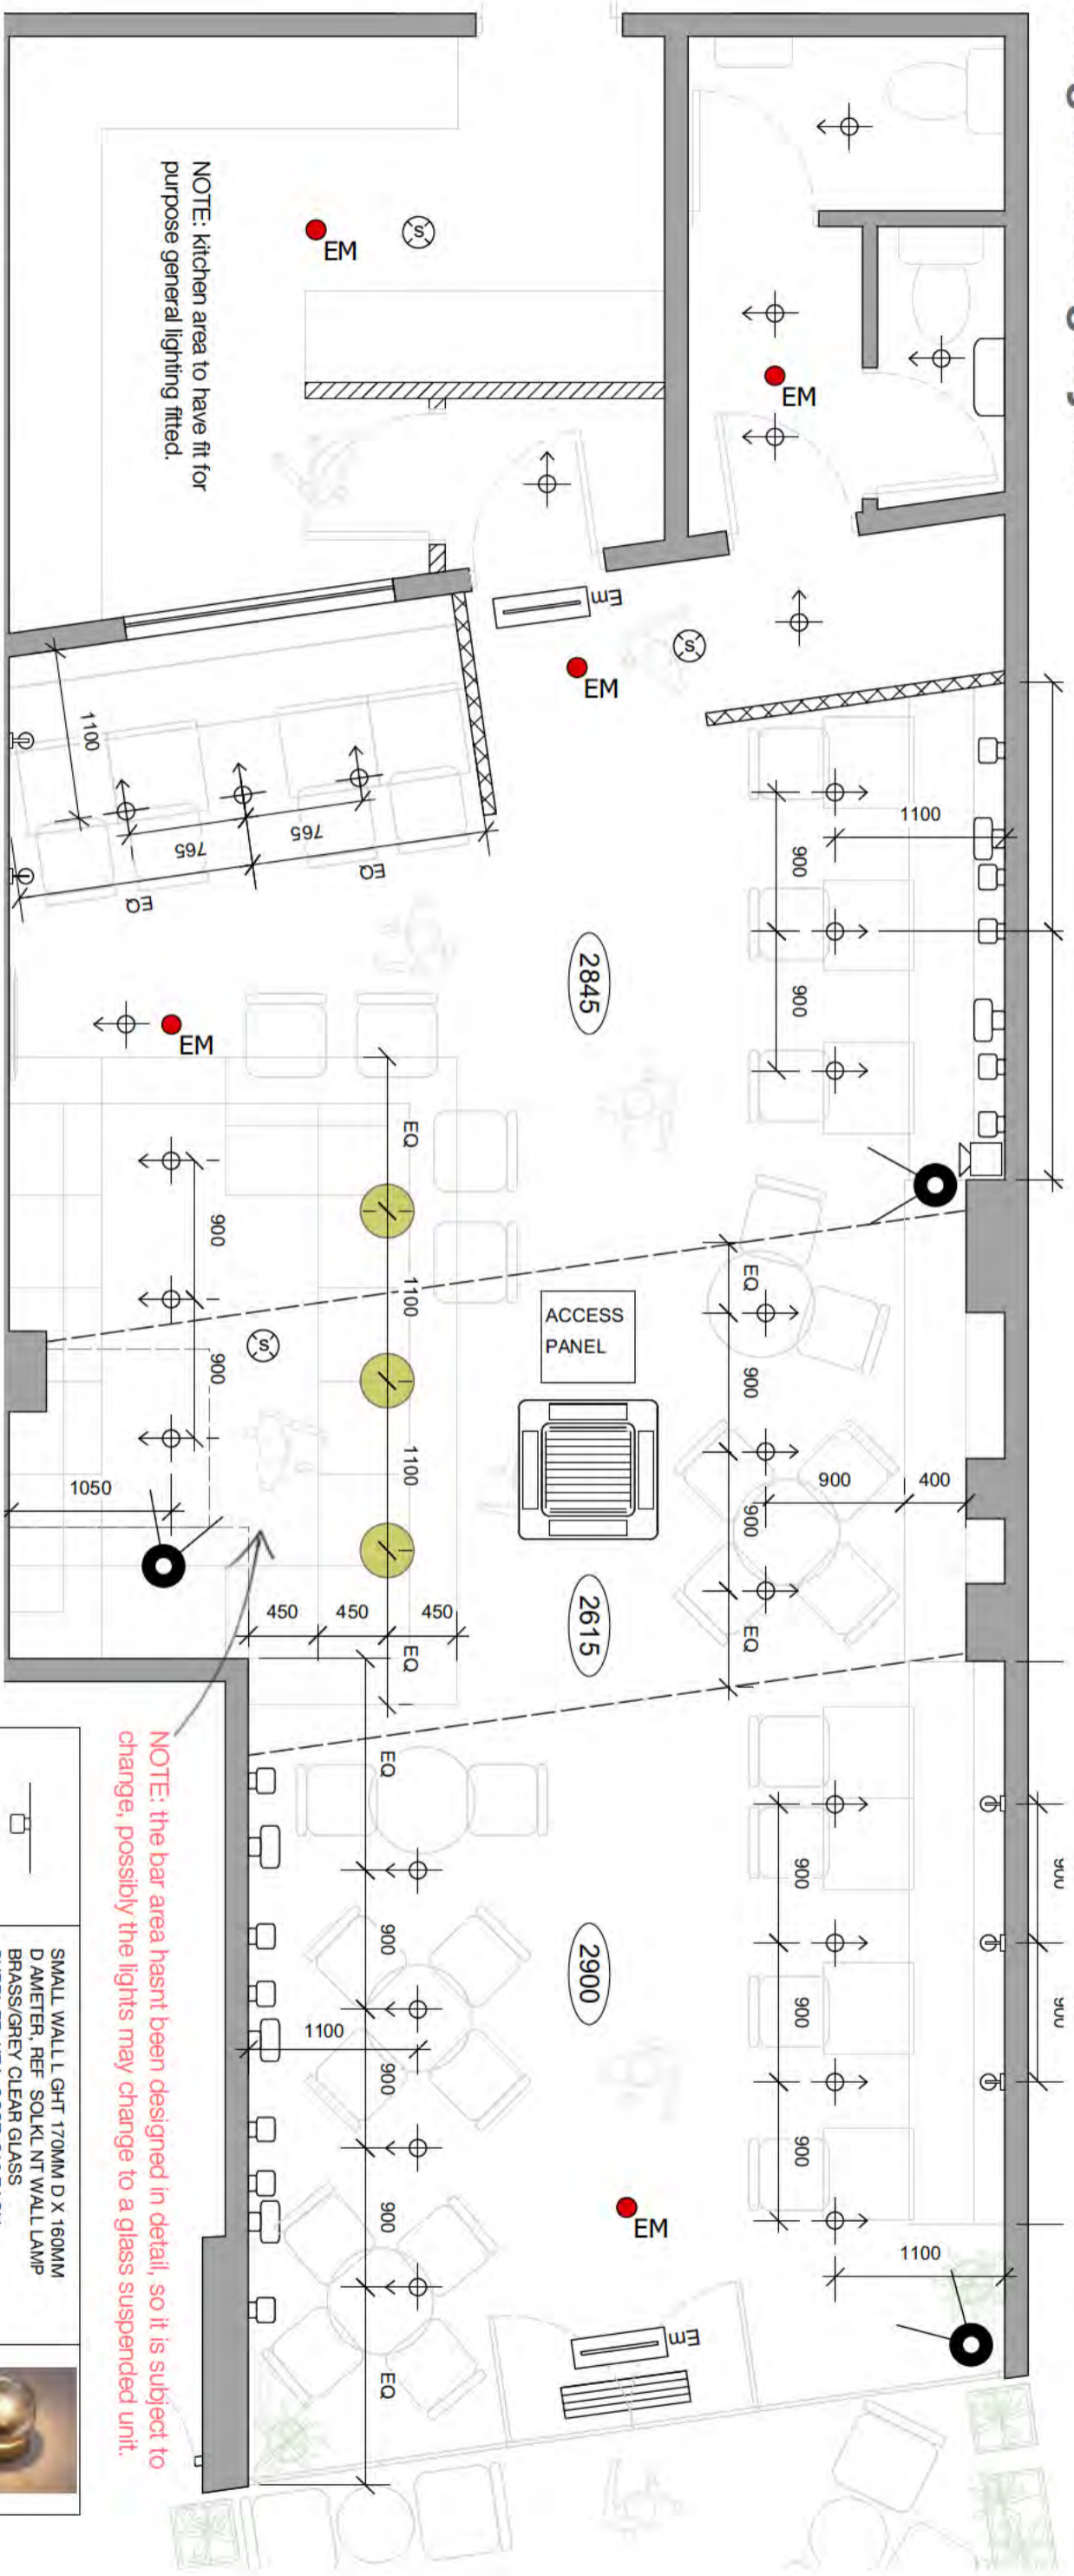 NOTE: kitchen area to have fit for
purpose general lighting fitted.
EM
S
EM
Em
EM
S
1100
765
765
EQ
EQ
EM
1100
900
900
2845
EQ
1100
1100
EQ
900
900
S
1050
450
450
450
ACCESS
PANEL
EQ
900
900
EQ
900
400
2615
NOTE: the bar area hasnt been designed in detail, so it is subject to
change, possibly the lights may change to a glass suspended unit.
EQ
900
900
900
EQ
1100
2900
900
900
900
900
900
1100
EM
Em
SMALL WALL L GHT 170MM D X 160MM
D AMETER, REF SOLKLINT WALL LAMP
BRASS/GREY CLEAR GLASS